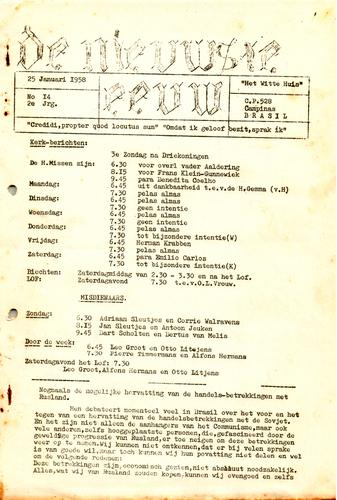 De nieuwste
eeuw
25 Januari 1958
No 14
2e Jrg.
"Het Witte Huis"
C.P.528
Campinas
BRASIL
"Credidi,propter quod locutus sum" "Omdat ik geloof bezit,sprak ik"
Kerk-berichten:
3e Zondag na Driekoningen
De H.Missen zijn: 6.30 voor overl vader Aaldering
8.15 voor Frans Klein-Gunnewiek
9.45 para Benedita Coelho
Maandag: 6.45 uit dankbaarheid t.e.v.de H.Gemma (v.H)
7.30 pelas almas
Dinsdag: 6.45 pelas almas
7.30 geen intentie
Woensdag: 6.45 pelas almas
7.30 geen intentie
Donderdag: 6.45 pelas almas
7.30 tot bijzondere intentie(W)
Vrijdag: 6.45 Herman Krabben
7.30 pelas almas
Zaterdag: 6.45 para Emilio Carlos
7.30 tot bijzondere intentie(K)
Biechten: Zaterdagmiddag van 2.30 - 3.30 en na het Lof.
LOF: Zaterdagavond 7.30 t.e.v.O.L.Vrouw.
MISDIENAARS.
Zondag: 6.30 Adriaan Sleutjes en Corrie Walravens
8.15 Jan Sleutjes en Antoon Jeuken
9.45 Dart Scholten en Bertus van Melis
Door de week: 6.45 Leo Groot en Otto Litjens
7.30 Pierre Timmermans en Alfons Hermans
Zaterdagavond het Lof: 7.30
Leo Groot,Alfons Hermans en Otto Litjens
Nogmaals de mogelijke hervatting van de handels-betrekkingen met
Rusland.
Men debateert momenteel veel in Brasil over het voor en het
tegen van een hervatting van de handelsbetrekkingen met de Sovjet.
En het zijn niet alleen de aanhangers van het Communisme,maar ook
vele anderen,zelfs hooggeplaatste personen,die,gefascineerd door de
geweldige progressie van Rusland,er toe neigen om deze betrekkingen
weer op te nemen.Wij kunnen niet ontkennen,dat er bij velen sprake
is van goede wil,maar toch kunnen wij hun povatting niet delen en wel
om de volgende redenen:
Deze betrekkingen zijn,economisch gezien,niet absoluut noodzakelijk.
Alles,wat wij van Rusland zouden kopen,kunnen wij evengoed en zelfs